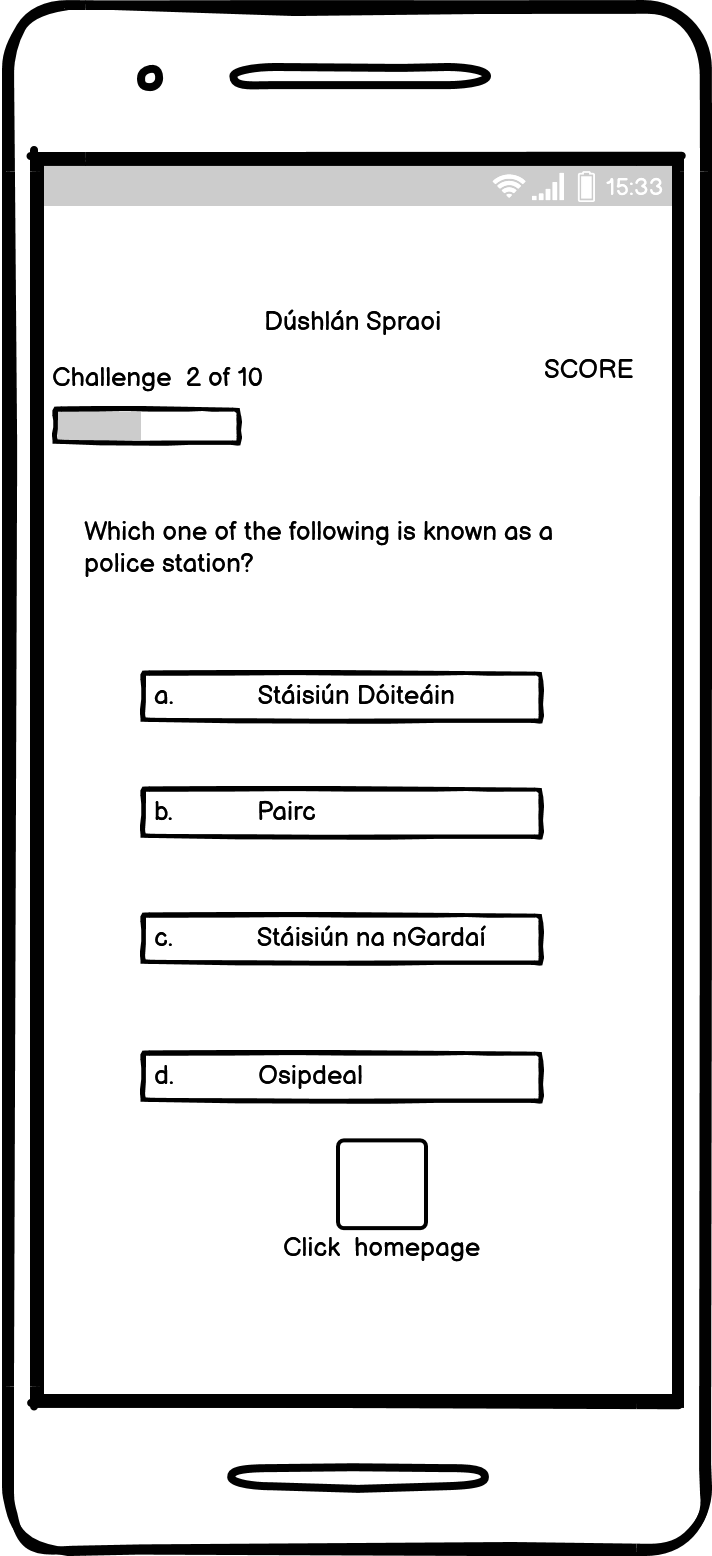 15:33
Dúshlán Spraoi
SCORE
Challenge 2 of 10
Which one of the following is known as a
police station?
a. Stáisiún Dóiteáin
b. Pairc
c. Stáisiún na nGardaí
d. Osipdeal
Click homepage